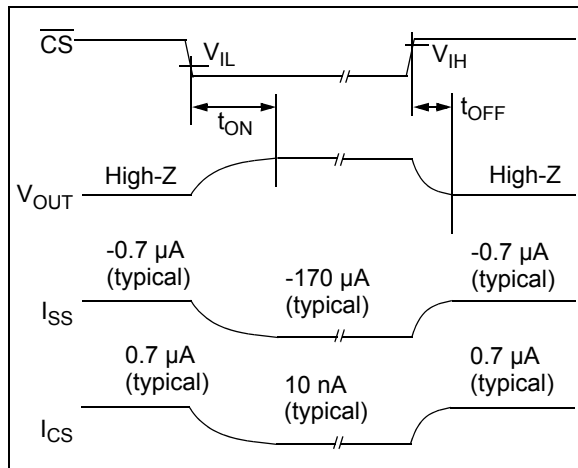 CS
V_IL
V_IH
t_ON
t_OFF
High-Z
High-Z
V_OUT
-0.7 µA
(typical)
-170 µA
(typical)
-0.7 µA
(typical)
I_SS
0.7 µA
(typical)
10 nA
(typical)
0.7 µA
(typical)
I_CS